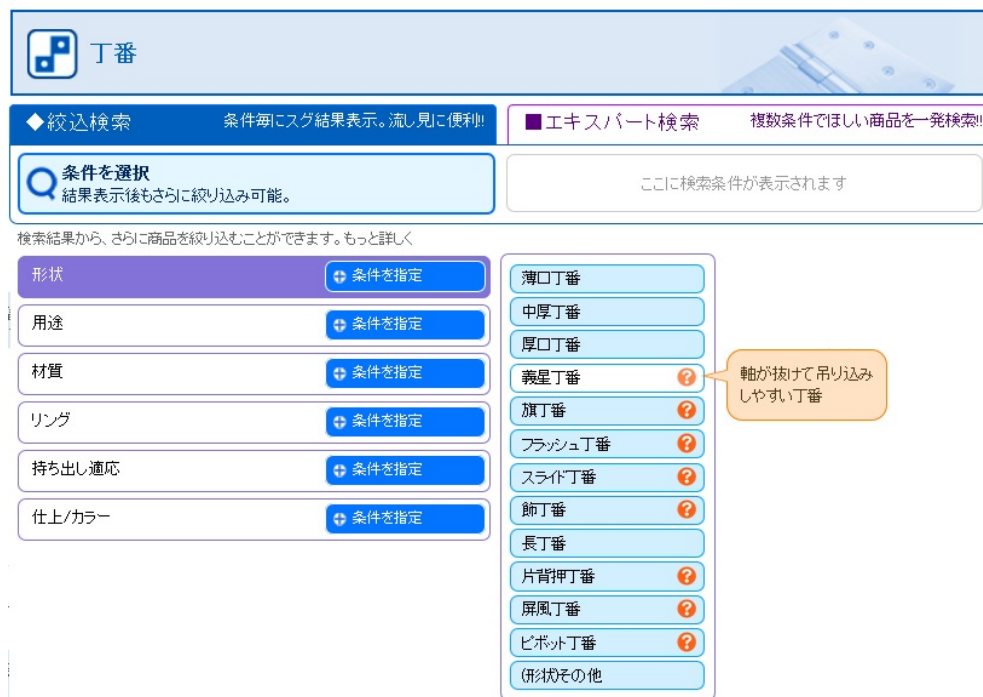 丁番
◆絞込検索 条件毎にスグ結果表示。流し見に便利!!
■エキスパート検索 複数条件でほしい商品を一発検索!!
条件を選択
結果表示後もさらに絞り込み可能。
ここに検索条件が表示されます
検索結果から、さらに商品を絞り込むことができます。もっと詳しく
形状 条件を指定
用途 条件を指定
材質 条件を指定
リング 条件を指定
持ち出し適応 条件を指定
仕上/カラー 条件を指定
薄口丁番
中厚丁番
厚口丁番
義星丁番 ?
旗丁番 ?
フラッシュ丁番 ?
スライド丁番 ?
飾丁番 ?
長丁番
片背押丁番 ?
屏風丁番 ?
ピボット丁番 ?
(形状)その他
軸が抜けて吊り込み
しやすい丁番